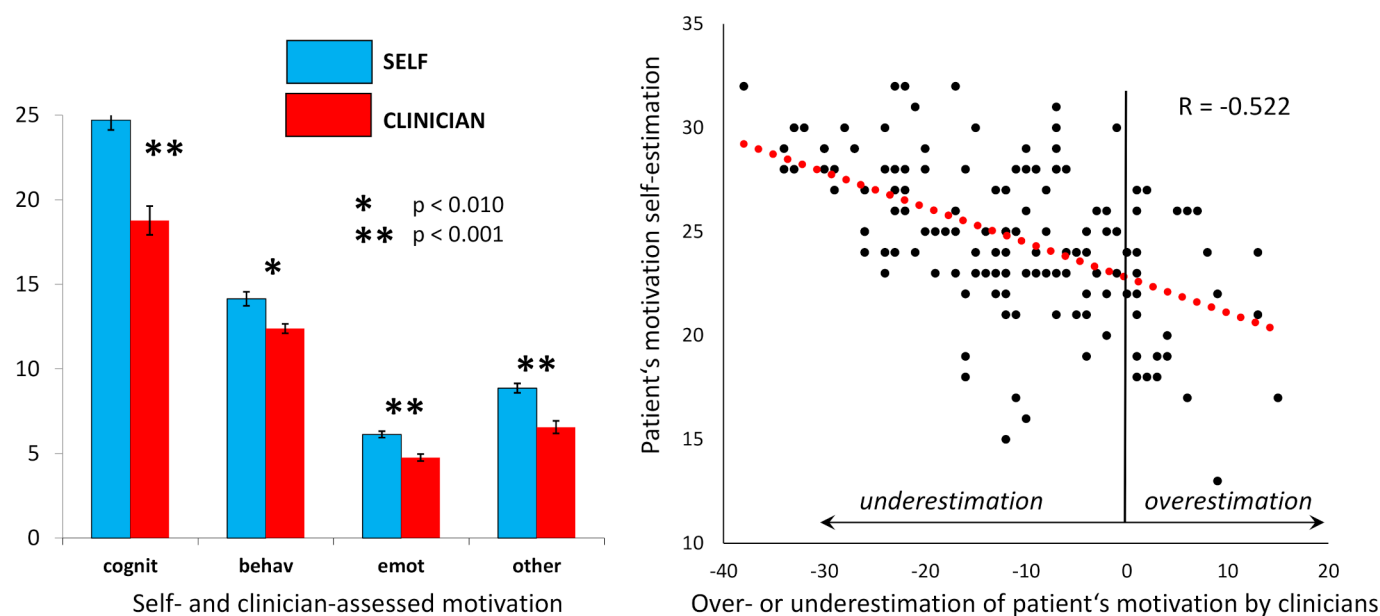 SELF
CLINICIAN
* p < 0.010
** p < 0.001
25
20
15
10
5
0
**
*
**
**
cognit behav emot other
Self- and clinician-assessed motivation
Patient‘s motivation self-estimation
35
30
25
20
15
10
R = -0.522
underestimation overestimation
-40 -30 -20 -10 0 10 20
Over- or underestimation of patient‘s motivation by clinicians